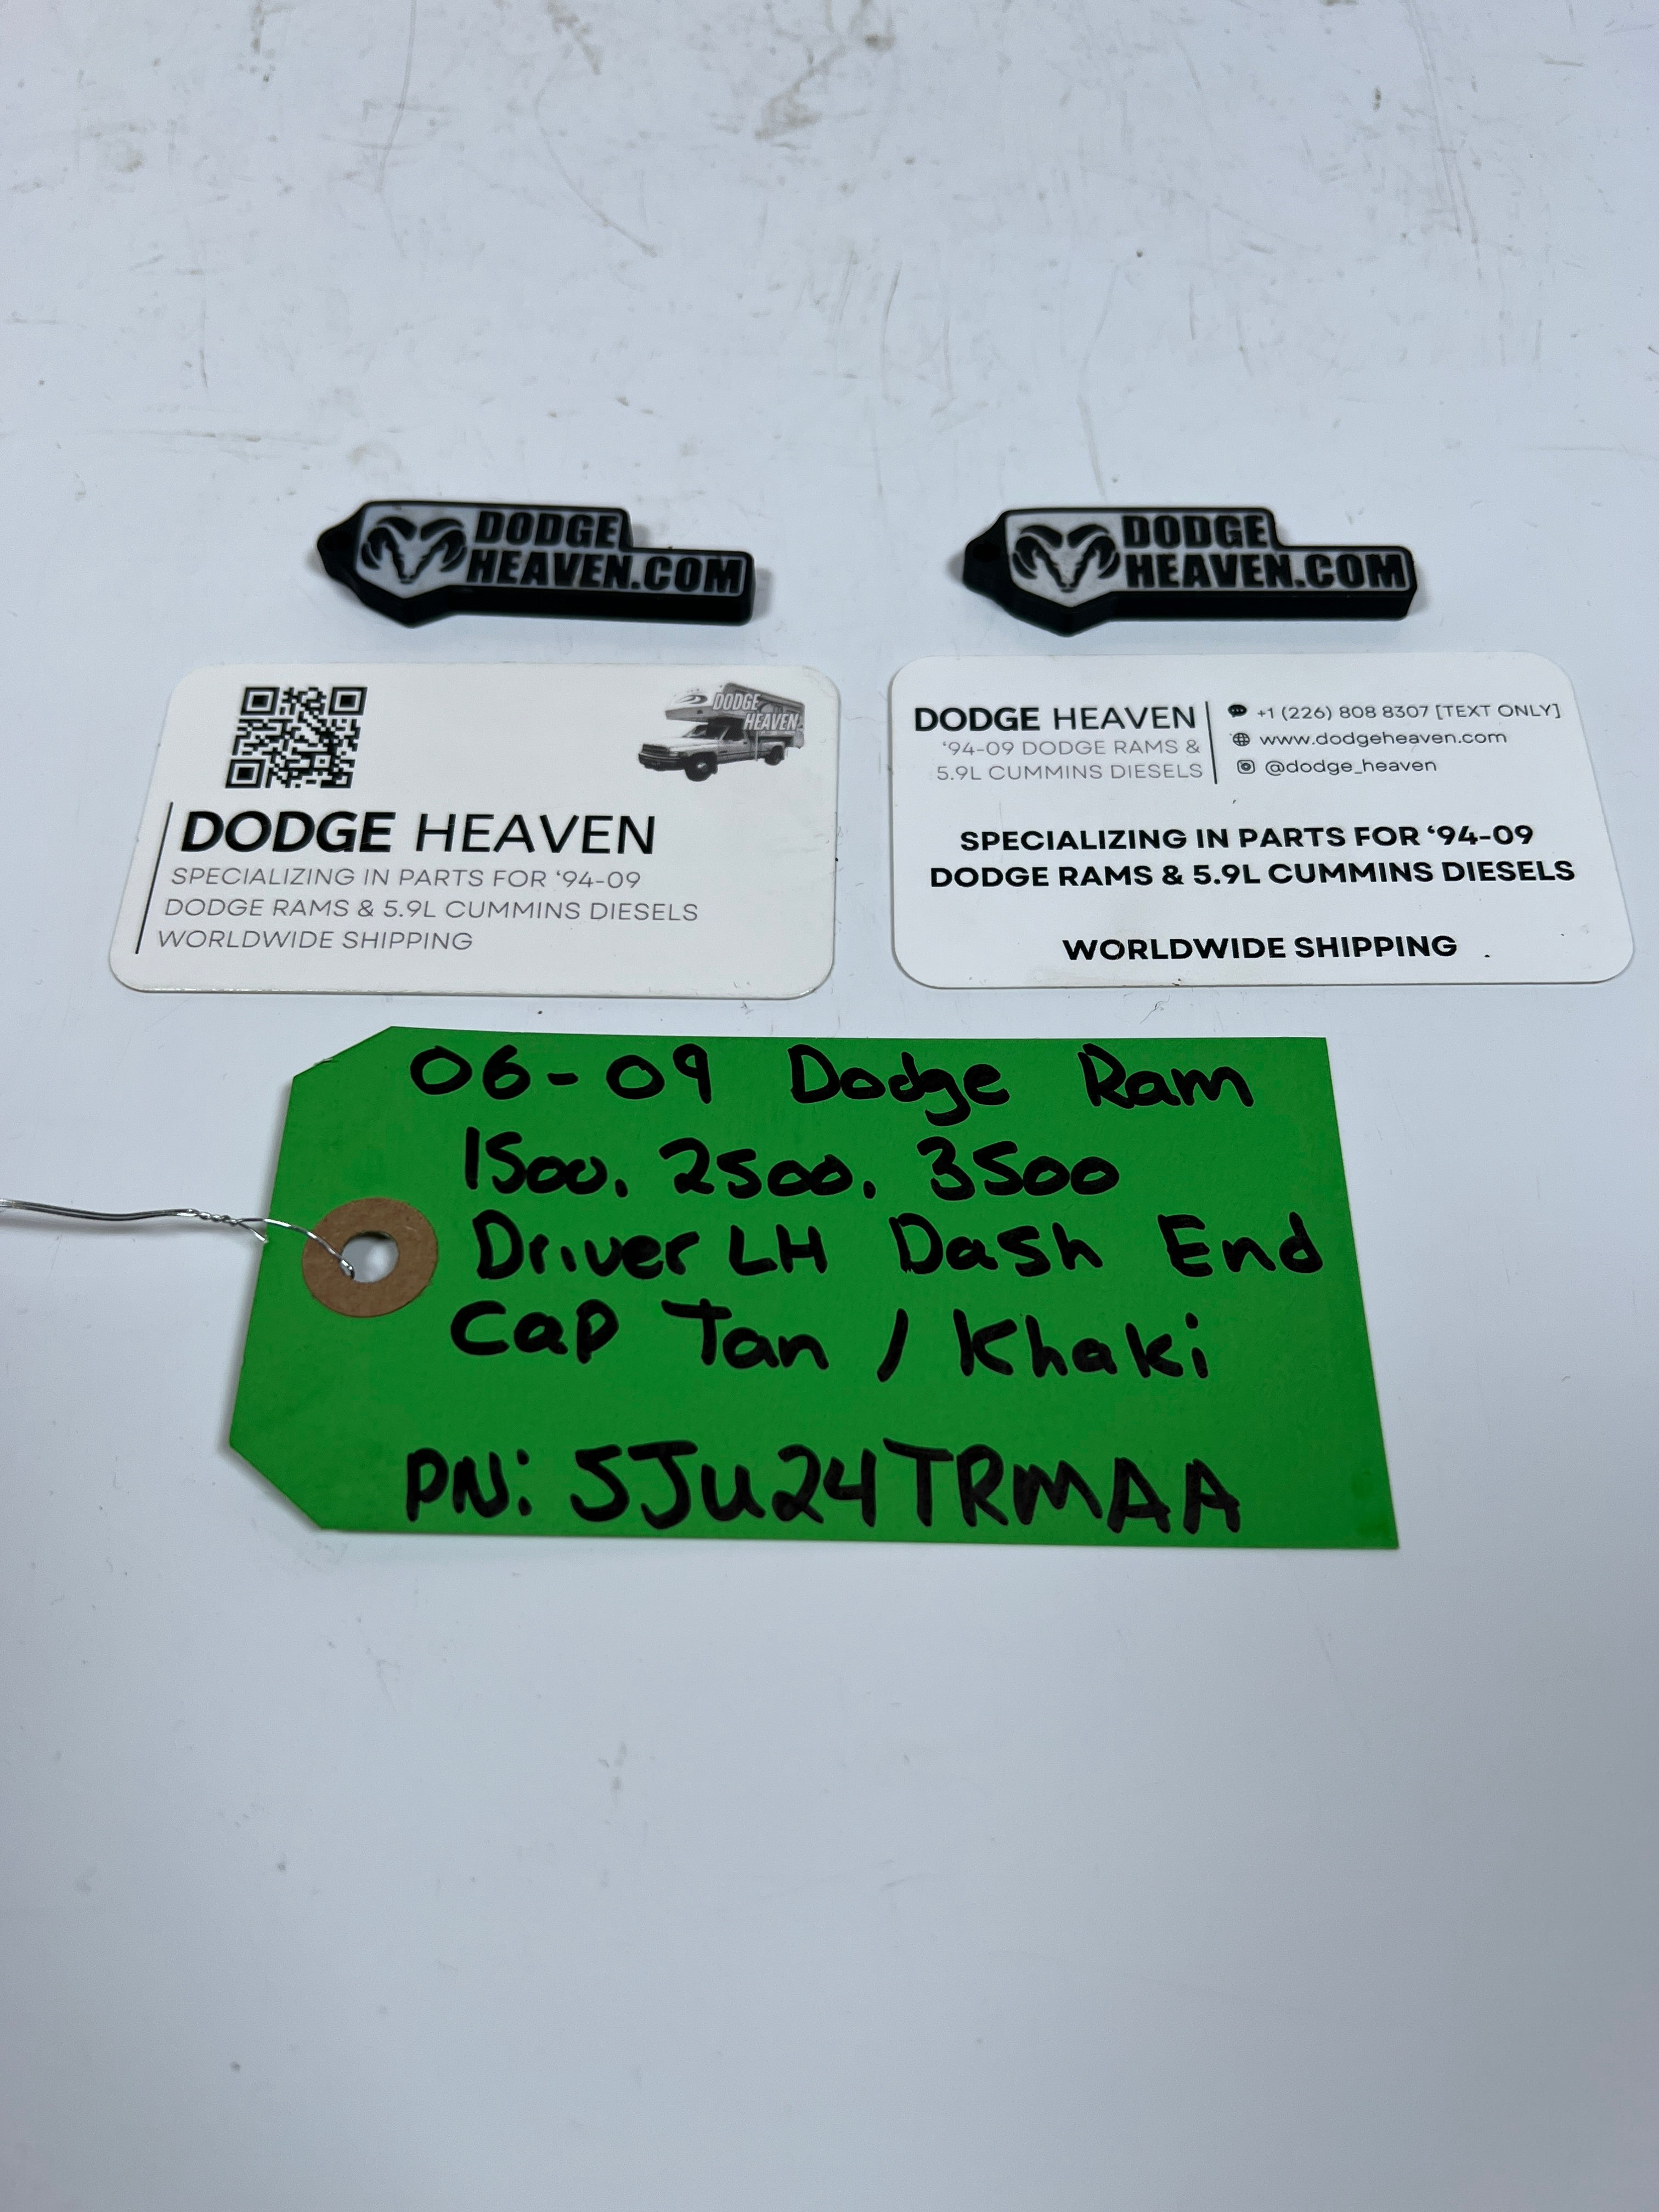 DODGE
HEAVEN.COM
DODGE
HEAVEN.COM
DODGE
HEAVEN
DODGE HEAVEN
SPECIALIZING IN PARTS FOR ‘94-09
DODGE RAMS & 5.9L CUMMINS DIESELS
WORLDWIDE SHIPPING
DODGE HEAVEN
‘94-09 DODGE RAMS &
5.9L CUMMINS DIESELS
+1 (226) 808 8307 [TEXT ONLY]
www.dodgeheaven.com
@dodge_heaven
SPECIALIZING IN PARTS FOR ‘94-09
DODGE RAMS & 5.9L CUMMINS DIESELS
WORLDWIDE SHIPPING
06-09 Dodge Ram
1500, 2500, 3500
Driver LH Dash End
Cap Tan / Khaki
PN: 5JU24TRMAA